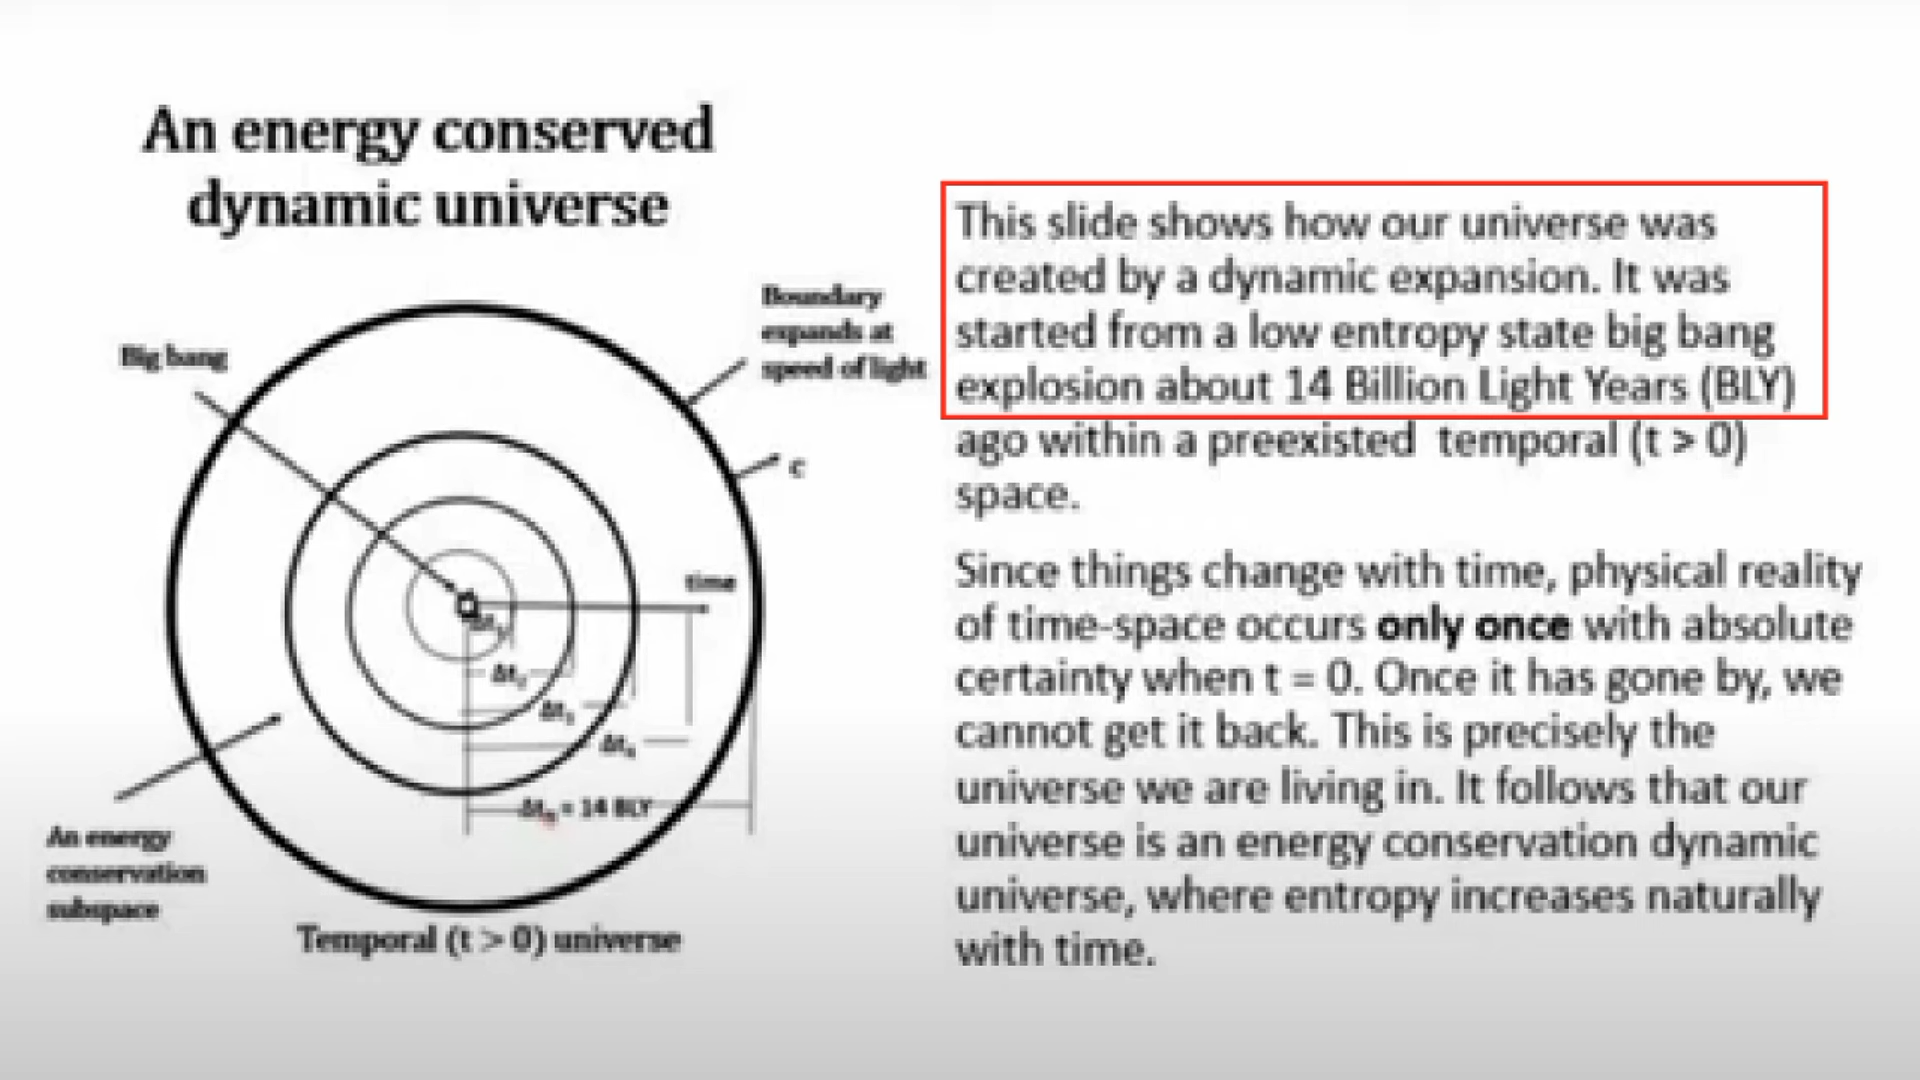 An energy conserved
dynamic universe
Big bang
Boundary
expands at
speed of light
c
time
Δt₂
Δt₃
Δt₄
= 14 BLY
An energy
conservation
subspace
Temporal (t > 0) universe
This slide shows how our universe was
created by a dynamic expansion. It was
started from a low entropy state big bang
explosion about 14 Billion Light Years (BLY)
ago within a preexisted temporal (t > 0)
space.
Since things change with time, physical reality
of time-space occurs only once with absolute
certainty when t = 0. Once it has gone by, we
cannot get it back. This is precisely the
universe we are living in. It follows that our
universe is an energy conservation dynamic
universe, where entropy increases naturally
with time.